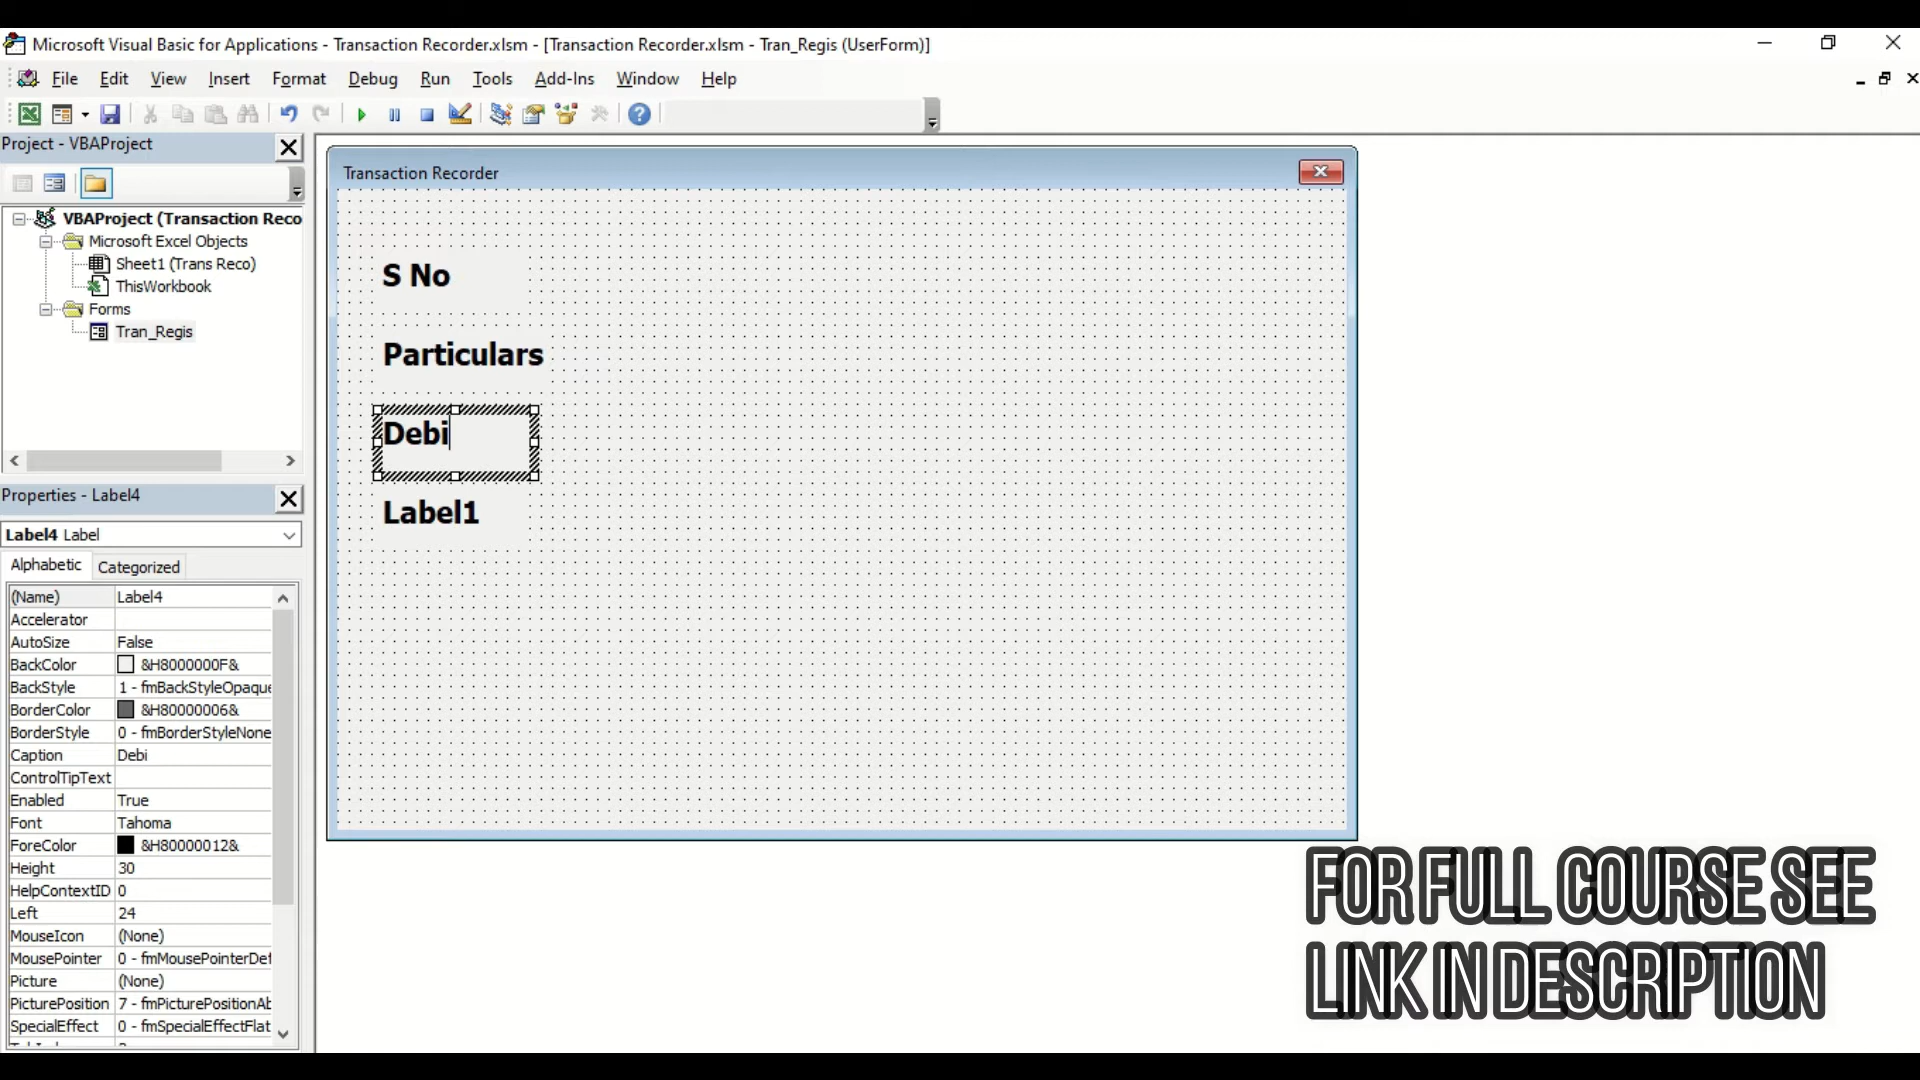 Microsoft Visual Basic for Applications - Transaction Recorder.xlsm - [Transaction Recorder.xlsm - Tran_Regis (UserForm)]
File Edit View Insert Format Debug Run Tools Add-Ins Window Help
Project - VBAProject
VBAProject (Transaction Reco
Microsoft Excel Objects
Sheet1 (Trans Reco)
ThisWorkbook
Forms
Tran_Regis
Properties - Label4
Label4 Label
Alphabetic Categorized
(Name) Label4
Accelerator
AutoSize False
BackColor &H8000000F&
BackStyle 1 - fmBackStyleOpaque
BorderColor &H80000006&
BorderStyle 0 - fmBorderStyleNone
Caption Debi
ControlTipText
Enabled True
Font Tahoma
ForeColor &H80000012&
Height 30
HelpContextID 0
Left 24
MouseIcon (None)
MousePointer 0 - fmMousePointerDef
Picture (None)
PicturePosition 7 - fmPicturePositionAb
SpecialEffect 0 - fmSpecialEffectFlat
Transaction Recorder
S No
Particulars
Debi
Label1
FOR FULL COURSE SEE
LINK IN DESCRIPTION